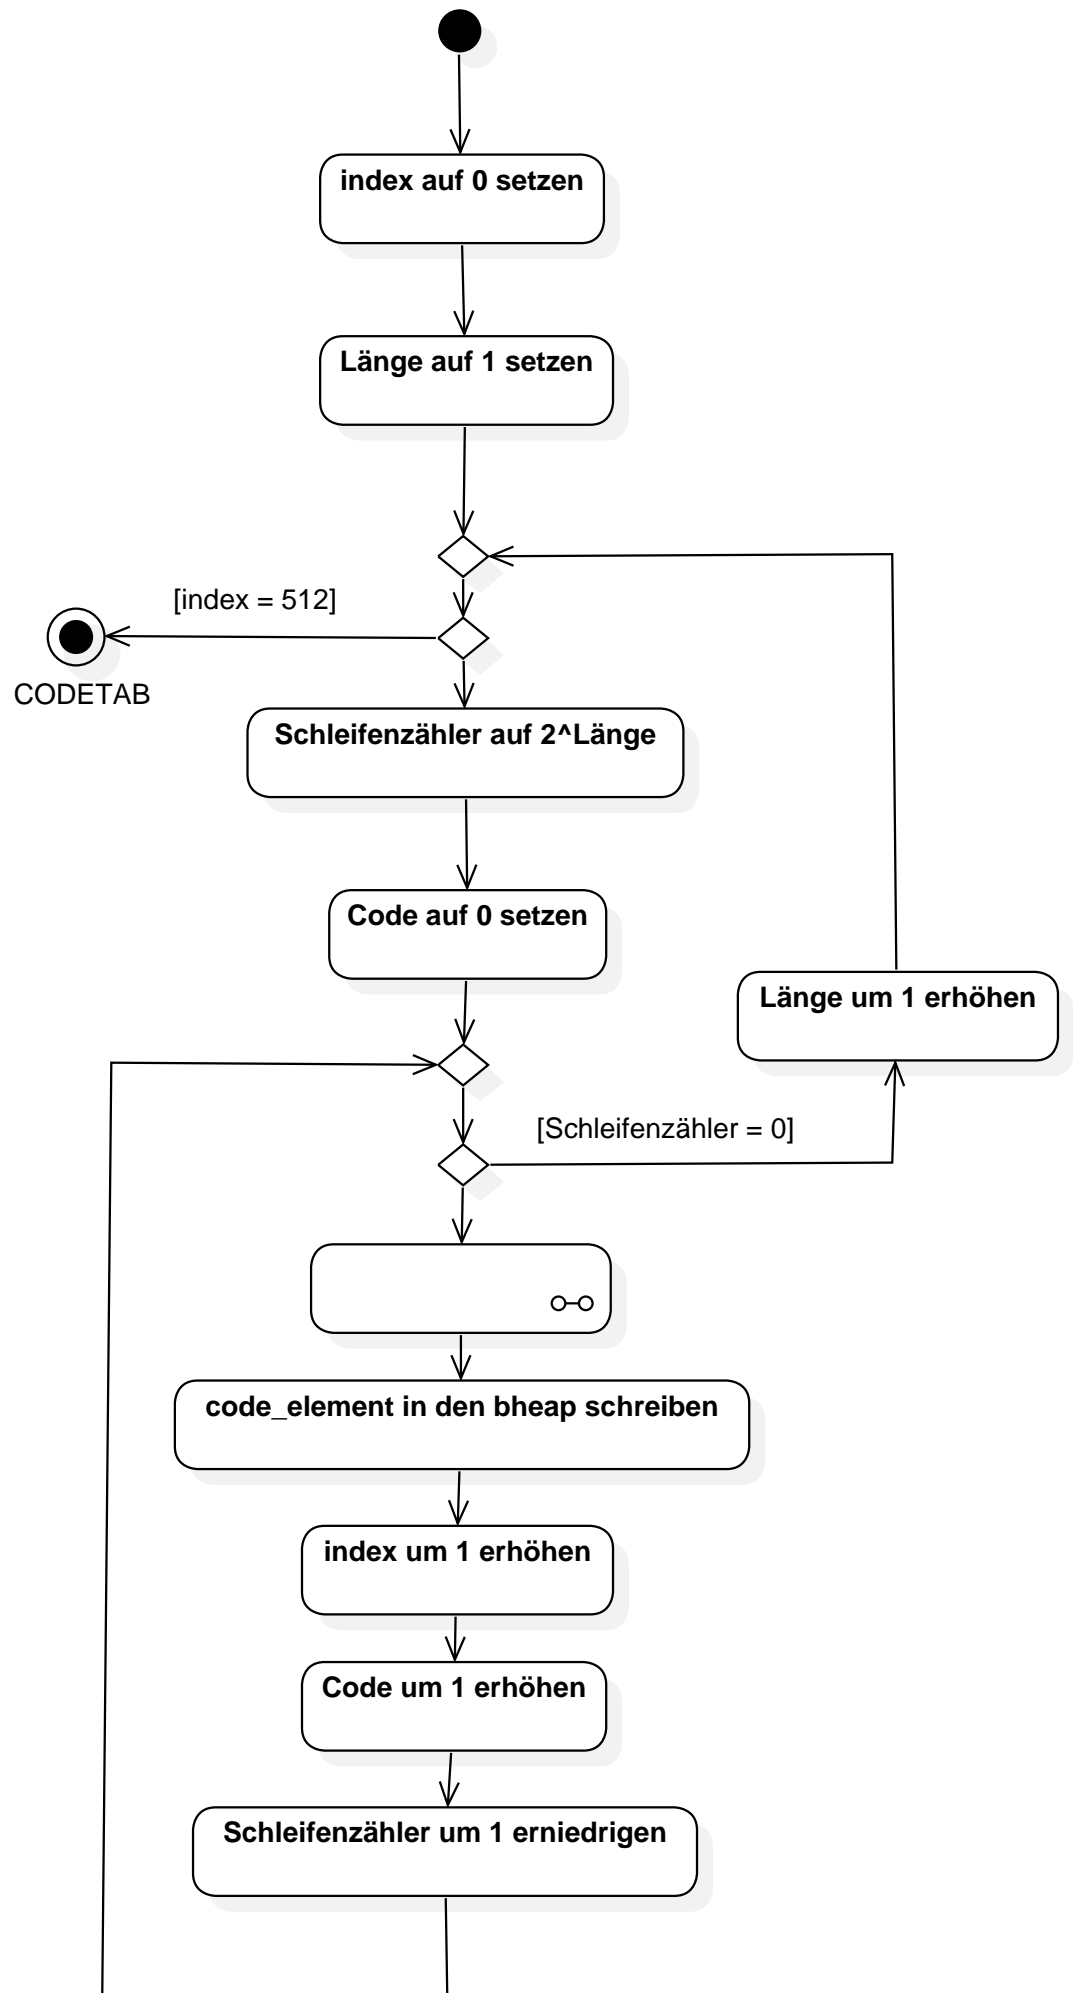 index auf 0 setzen
Länge auf 1 setzen
[index = 512]
CODETAB
Schleifenzähler auf 2^Länge
Code auf 0 setzen
Länge um 1 erhöhen
[Schleifenzähler = 0]
code_element in den bheap schreiben
index um 1 erhöhen
Code um 1 erhöhen
Schleifenzähler um 1 erniedrigen